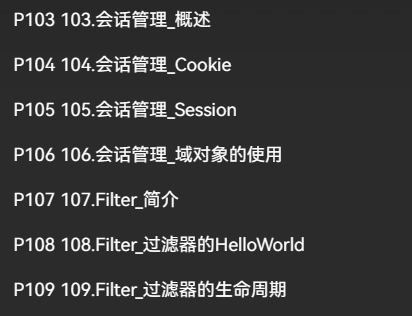 P103 103.会话管理_概述
P104 104.会话管理_Cookie
P105 105.会话管理_Session
P106 106.会话管理_域对象的使用
P107 107.Filter_简介
P108 108.Filter_过滤器的HelloWorld
P109 109.Filter_过滤器的生命周期